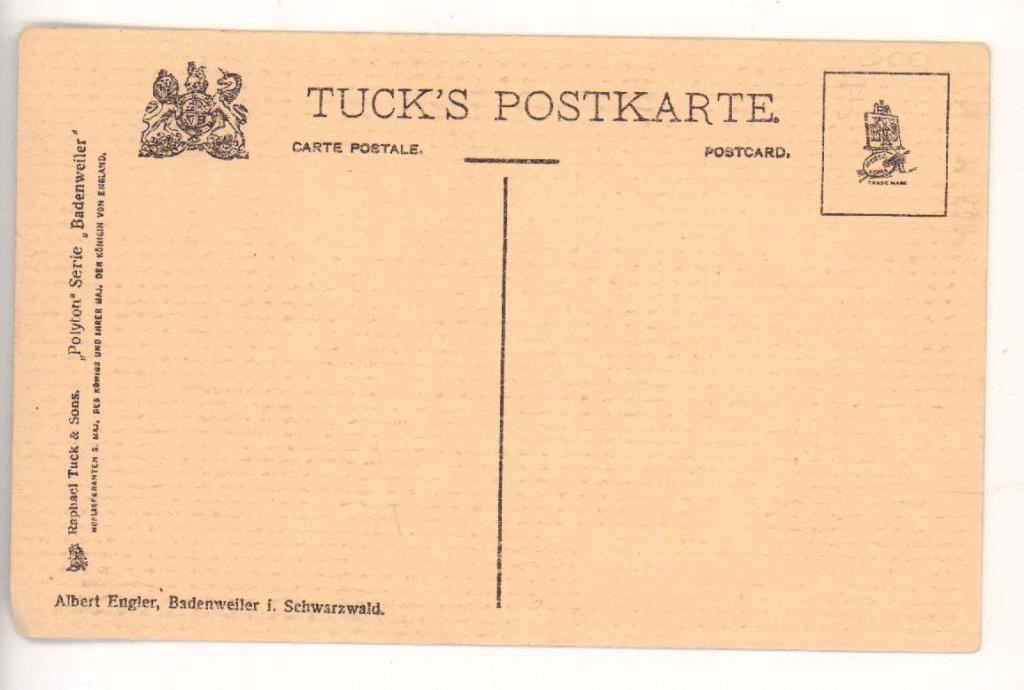 TUCK'S POSTKARTE.
CARTE POSTALE.
POSTCARD.
TRADE MARK
Raphael Tuck & Sons. „Polyton“ Serie „Badenweiler“
HOFLIEFERANTEN S. MAJ. DES KÖNIGS UND IHRER MAJ. DER KÖNIGIN VON ENGLAND.
Albert Engler, Badenweiler i. Schwarzwald.